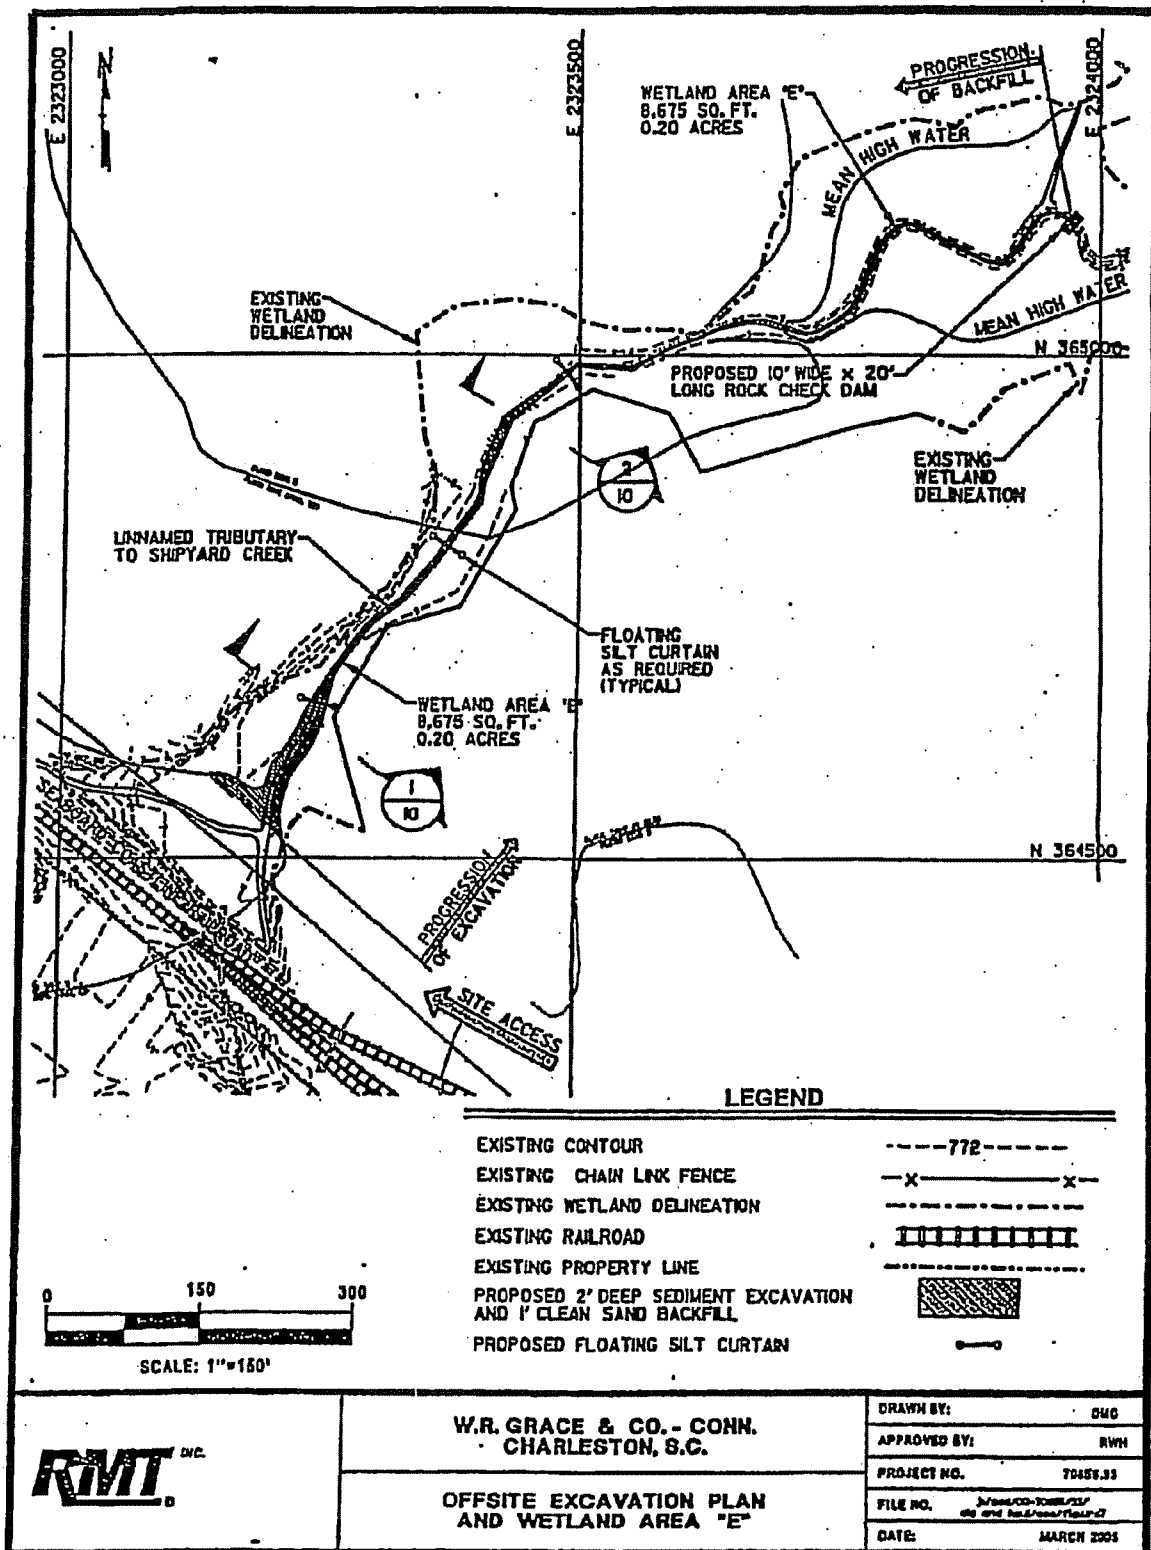 N
E 2323000
E 2323500
E 2324000
PROGRESSION
OF BACKFILL
WETLAND AREA "E"
8,675 SQ. FT.
0.20 ACRES
MEAN HIGH WATER
MEAN HIGH WATER
EXISTING
WETLAND
DELINEATION
N 365000
PROPOSED 10' WIDE x 20'
LONG ROCK CHECK DAM
EXISTING
WETLAND
DELINEATION
2
10
UNNAMED TRIBUTARY
TO SHIPYARD CREEK
FLOATING
SILT CURTAIN
AS REQUIRED
(TYPICAL)
WETLAND AREA "E"
8,675 SQ. FT.
0.20 ACRES
1
10
N 364500
PROGRESSION
OF EXCAVATION
SITE ACCESS
LEGEND
EXISTING CONTOUR
772
EXISTING CHAIN LINK FENCE
X X
EXISTING WETLAND DELINEATION
EXISTING RAILROAD
EXISTING PROPERTY LINE
PROPOSED 2' DEEP SEDIMENT EXCAVATION
AND 1' CLEAN SAND BACKFILL
PROPOSED FLOATING SILT CURTAIN
0 150 300
SCALE: 1"=150'
RMT INC.
W.R. GRACE & CO. - CONN.
CHARLESTON, S.C.
OFFSITE EXCAVATION PLAN
AND WETLAND AREA "E"
DRAWN BY:
APPROVED BY: RWH
PROJECT NO.
FILE NO.
DATE: MARCH 2005